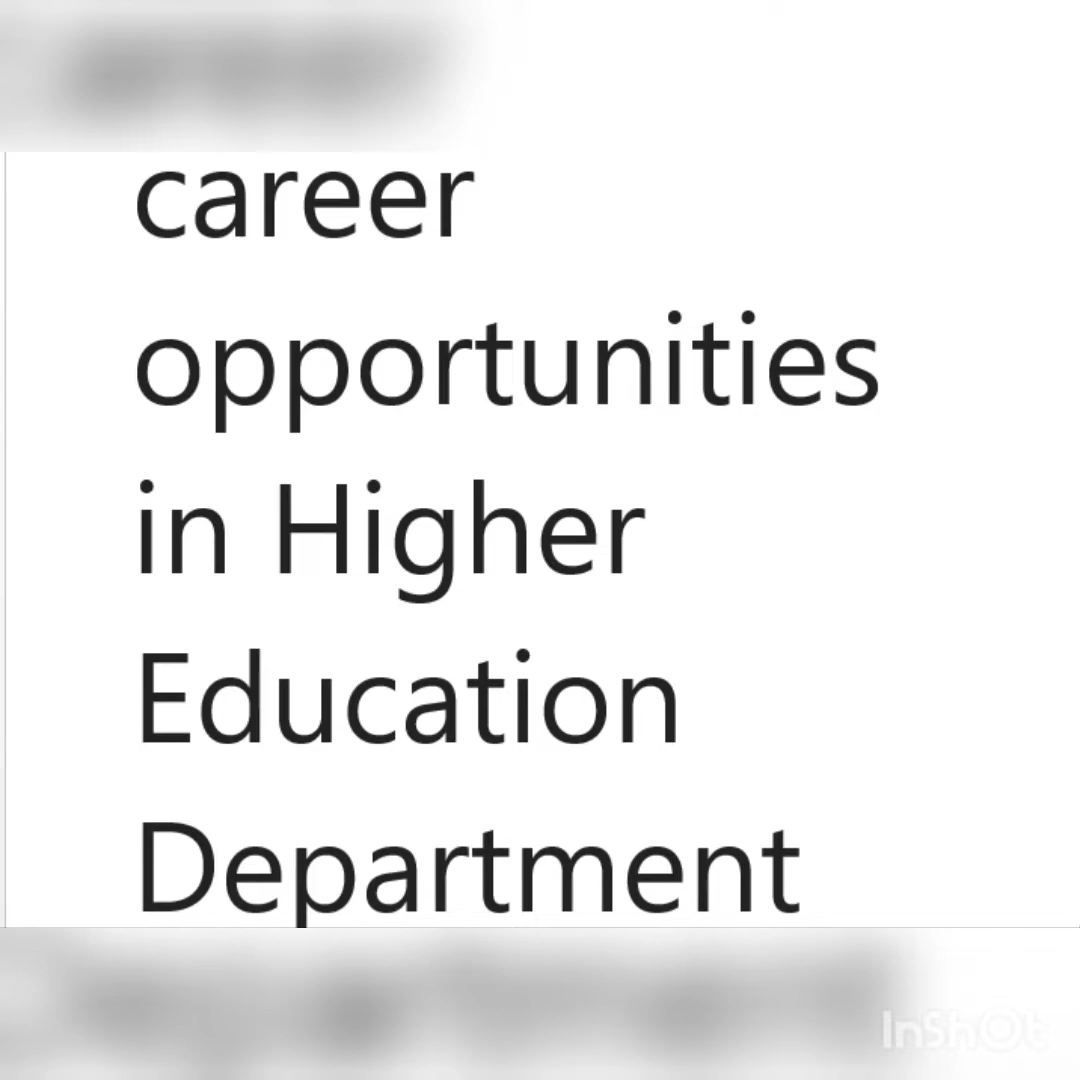 career
opportunities
in Higher
Education
Department
InShOt